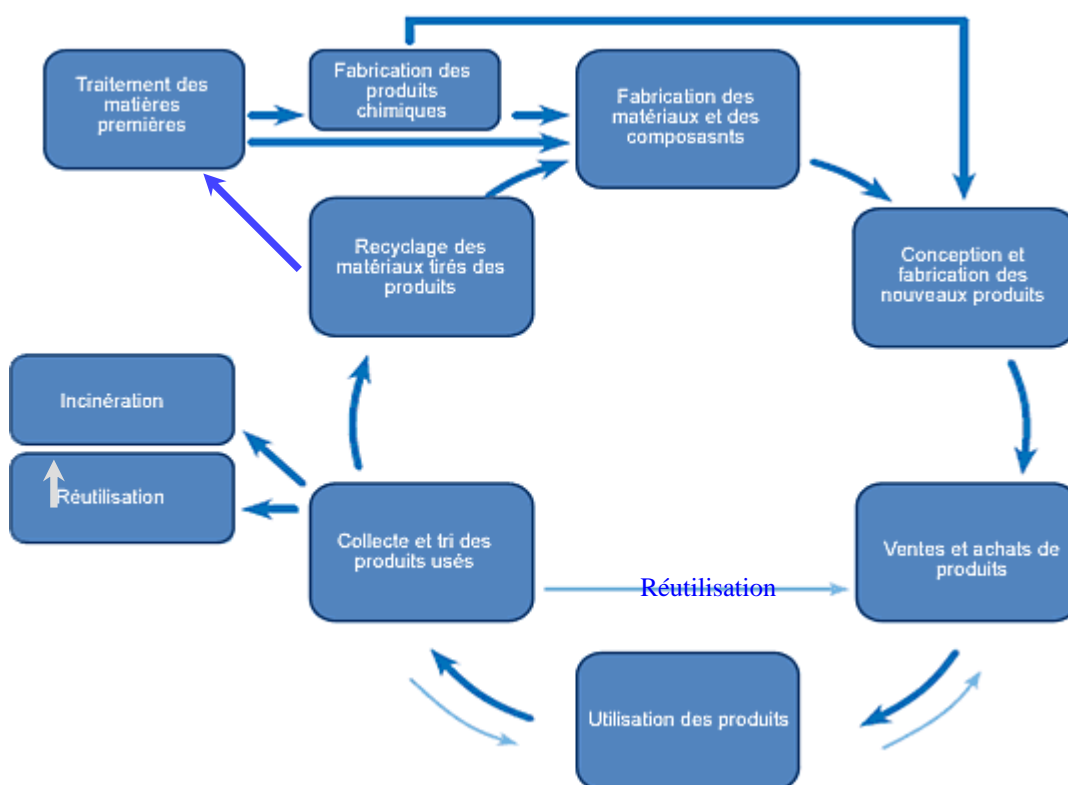 Traitement des
matières
premières
Fabrication des
produits
chimiques
Fabrication des
matériaux et des
composasnts
Recyclage des
matériaux tirés des
produits
Conception et
fabrication des
nouveaux produits
Incinération
Réutilisation
Collecte et tri des
produits usés
Réutilisation
Ventes et achats de
produits
Utilisation des produits